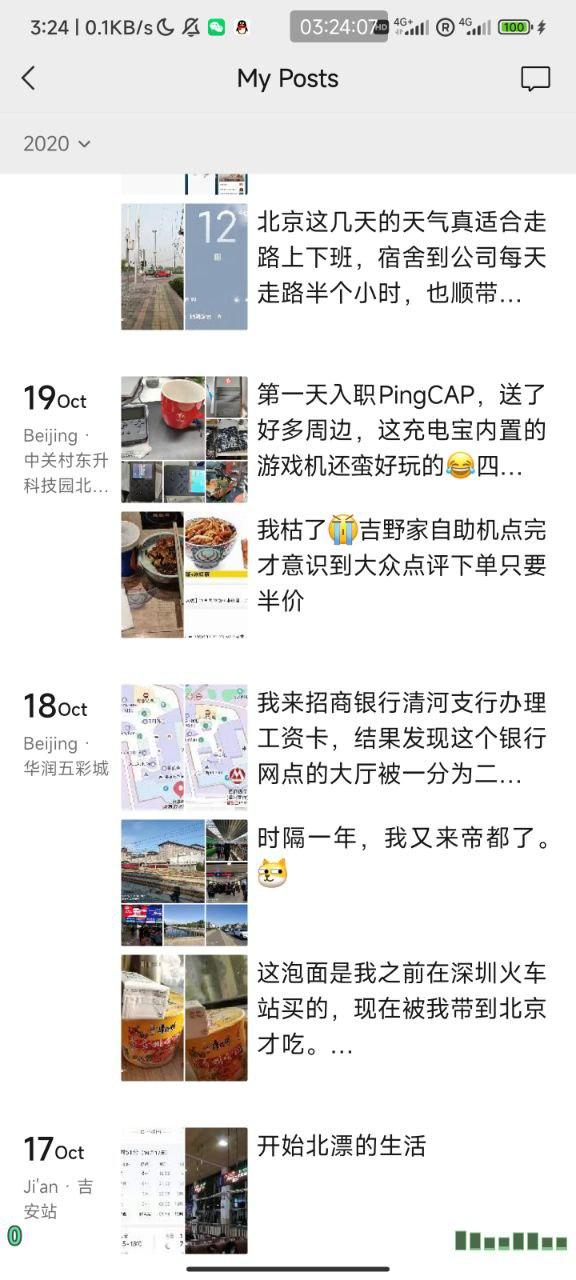 3:24 | 0.1KB/s
03:24:07
HD
4G+
R
4G
100
My Posts
2020
12
北京这几天的天气真适合走
路上下班，宿舍到公司每天
走路半个小时，也顺带...
19Oct
Beijing ·
中关村东升
科技园北...
第一天入职PingCAP，送了
好多周边，这充电宝内置的
游戏机还蛮好玩的😂四...
我枯了😭吉野家自助机点完
才意识到大众点评下单只要
半价
18Oct
Beijing ·
华润五彩城
我来招商银行清河支行办理
工资卡，结果发现这个银行
网点的大厅被一分为二...
时隔一年，我又来帝都了。
这泡面是我之前在深圳火车
站买的，现在被我带到北京
才吃。...
17Oct
Ji'an · 吉
安站
开始北漂的生活
0